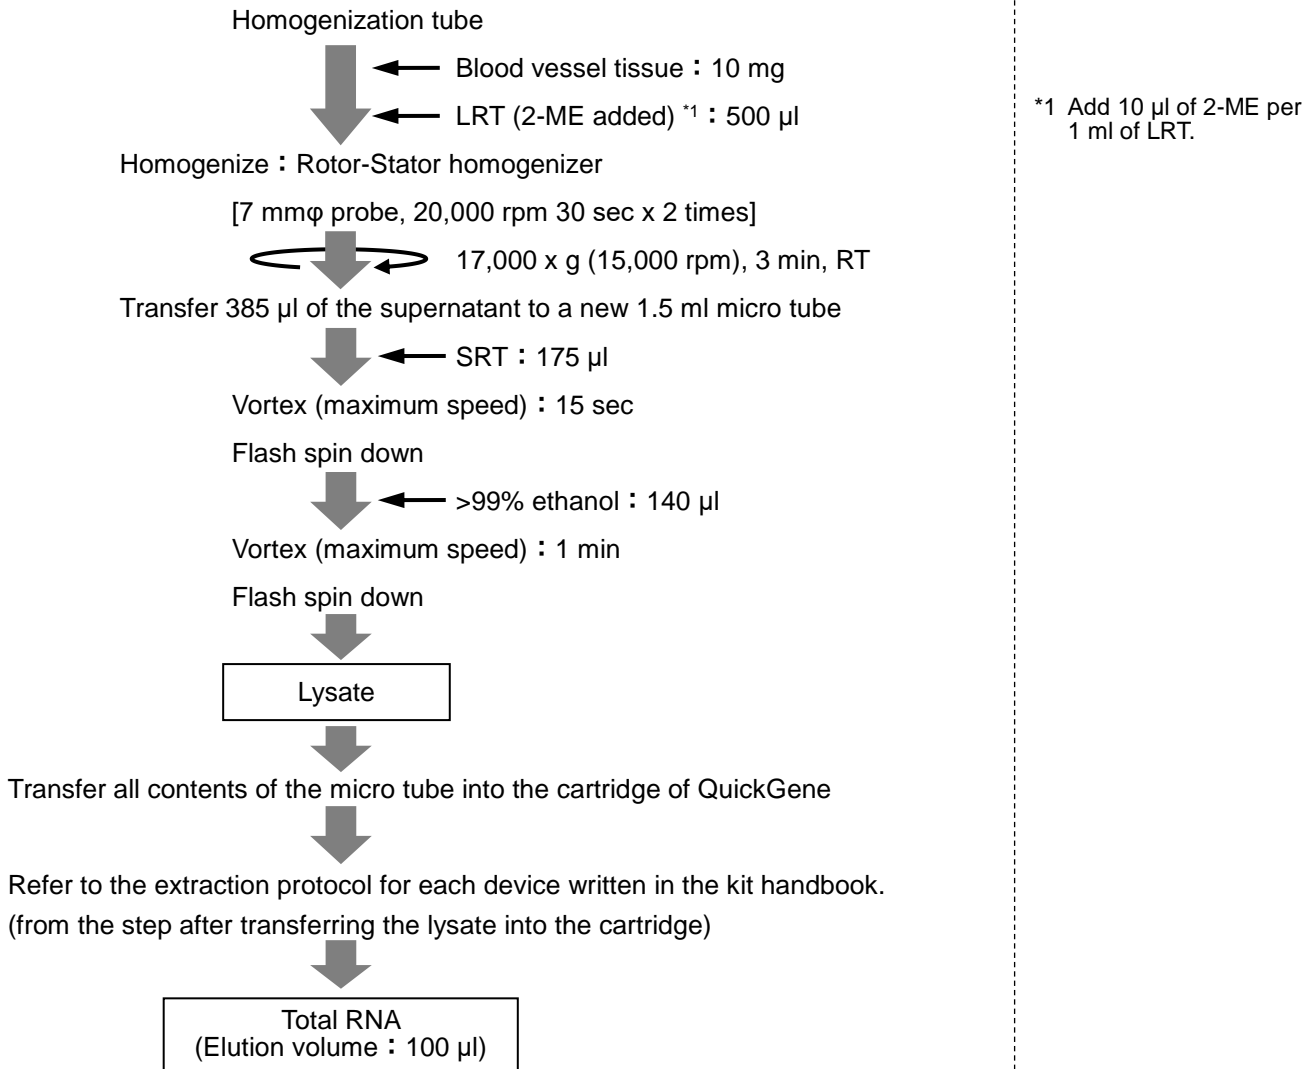 Homogenization tube
Blood vessel tissue：10 mg
LRT (2-ME added) *1：500 µl
*1 Add 10 µl of 2-ME per
1 ml of LRT.
Homogenize：Rotor-Stator homogenizer
[7 mmφ probe, 20,000 rpm 30 sec x 2 times]
17,000 x g (15,000 rpm), 3 min, RT
Transfer 385 µl of the supernatant to a new 1.5 ml micro tube
SRT：175 µl
Vortex (maximum speed)：15 sec
Flash spin down
>99% ethanol：140 µl
Vortex (maximum speed)：1 min
Flash spin down
Lysate
Transfer all contents of the micro tube into the cartridge of QuickGene
Refer to the extraction protocol for each device written in the kit handbook.
(from the step after transferring the lysate into the cartridge)
Total RNA
(Elution volume：100 µl)